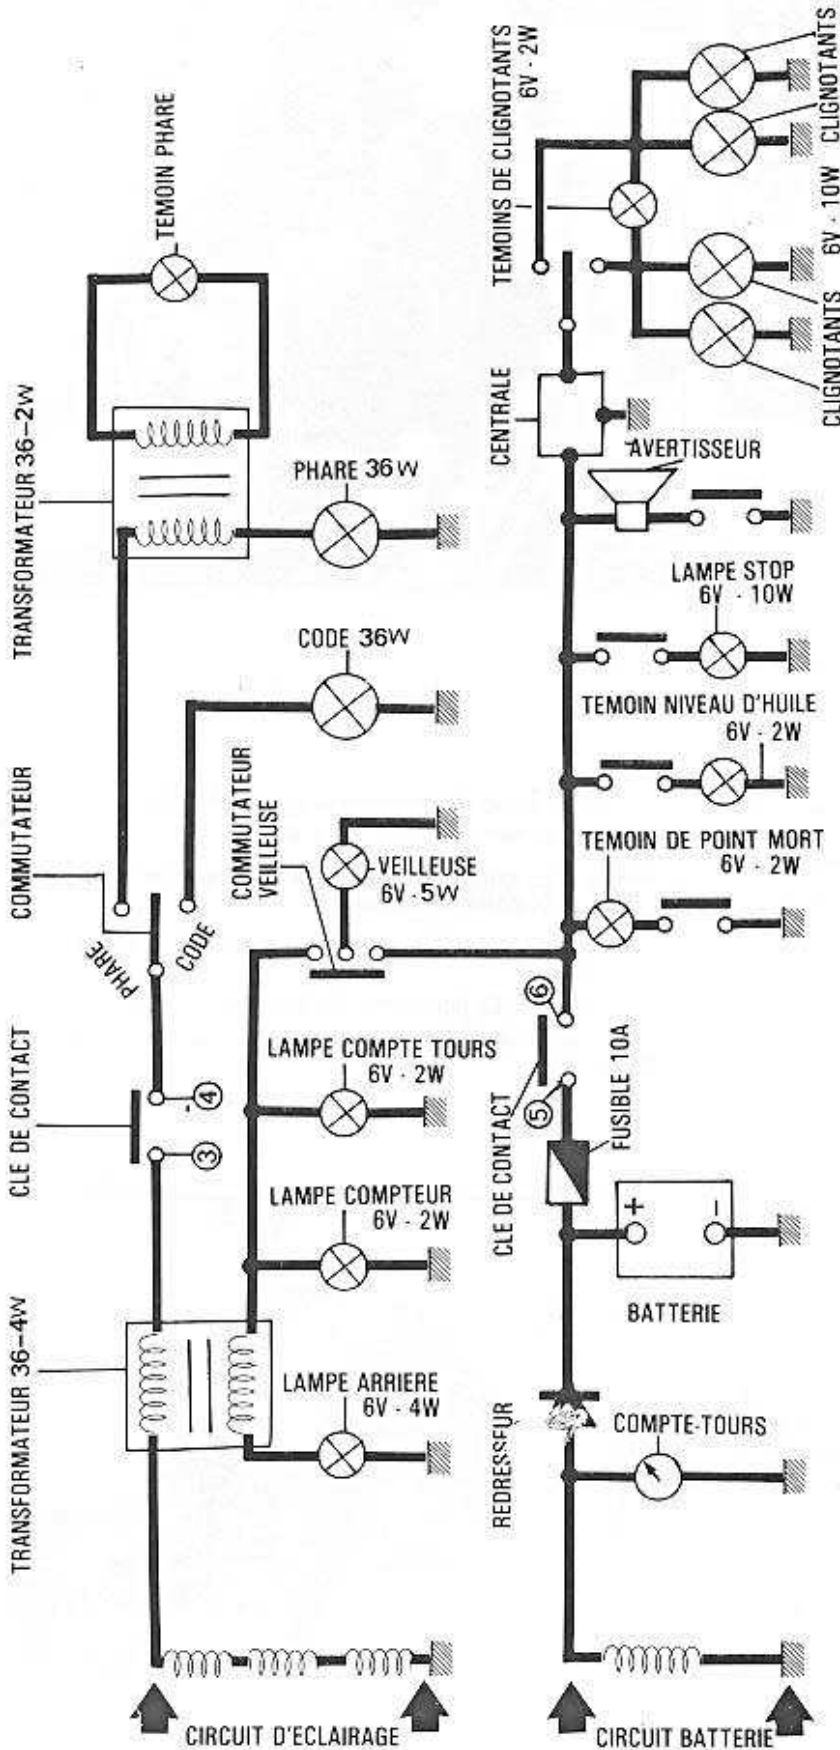 TRANSFORMATEUR 36-4W
CLE DE CONTACT
COMMUTATEUR
TRANSFORMATEUR 36-2W
TEMOIN PHARE
PHARE
CODE
3
4
PHARE 36W
CODE 36W
COMMUTATEUR
VEILLEUSE
VEILLEUSE
6V-5W
LAMPE COMPTE TOURS
6V - 2W
LAMPE COMPTEUR
6V - 2W
LAMPE ARRIERE
6V - 4W
CIRCUIT D'ECLAIRAGE
TEMOINS DE CLIGNOTANTS
6V-2W
CENTRALE
AVERTISSEUR
LAMPE STOP
6V - 10W
TEMOIN NIVEAU D'HUILE
6V - 2W
TEMOIN DE POINT MORT
6V - 2W
CLE DE CONTACT
5
6
FUSIBLE 10A
+
-
BATTERIE
REDRESSEUR
COMPTE-TOURS
CIRCUIT BATTERIE
CLIGNOTANTS 6V - 10W CLIGNOTANTS